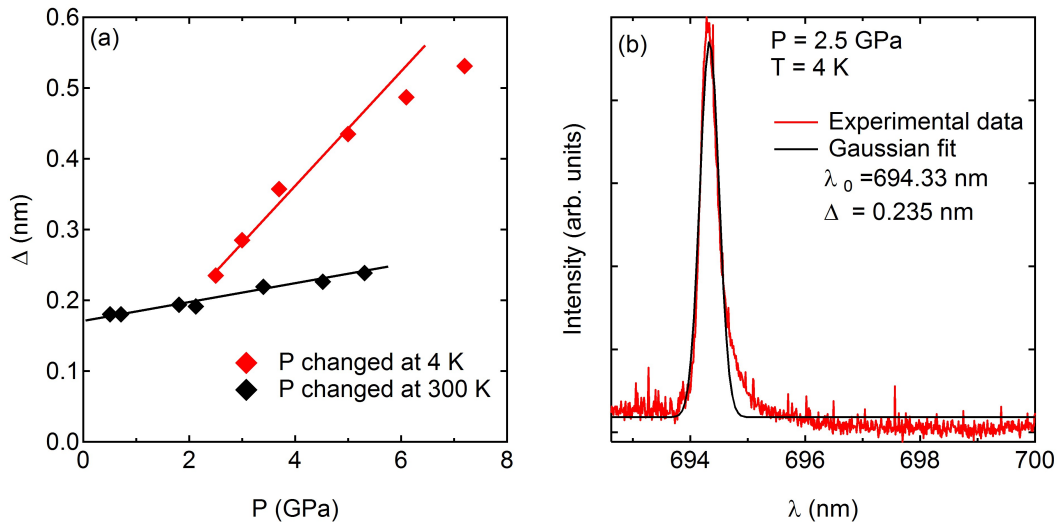 (a)
0.6
0.5
0.4
0.3
0.2
0.1
0.0
Δ (nm)
P changed at 4 K
P changed at 300 K
0 2 4 6 8
P (GPa)
(b)
P = 2.5 GPa
T = 4 K
Experimental data
Gaussian fit
λ 0 =694.33 nm
Δ = 0.235 nm
Intensity (arb. units)
694 696 698 700
λ (nm)